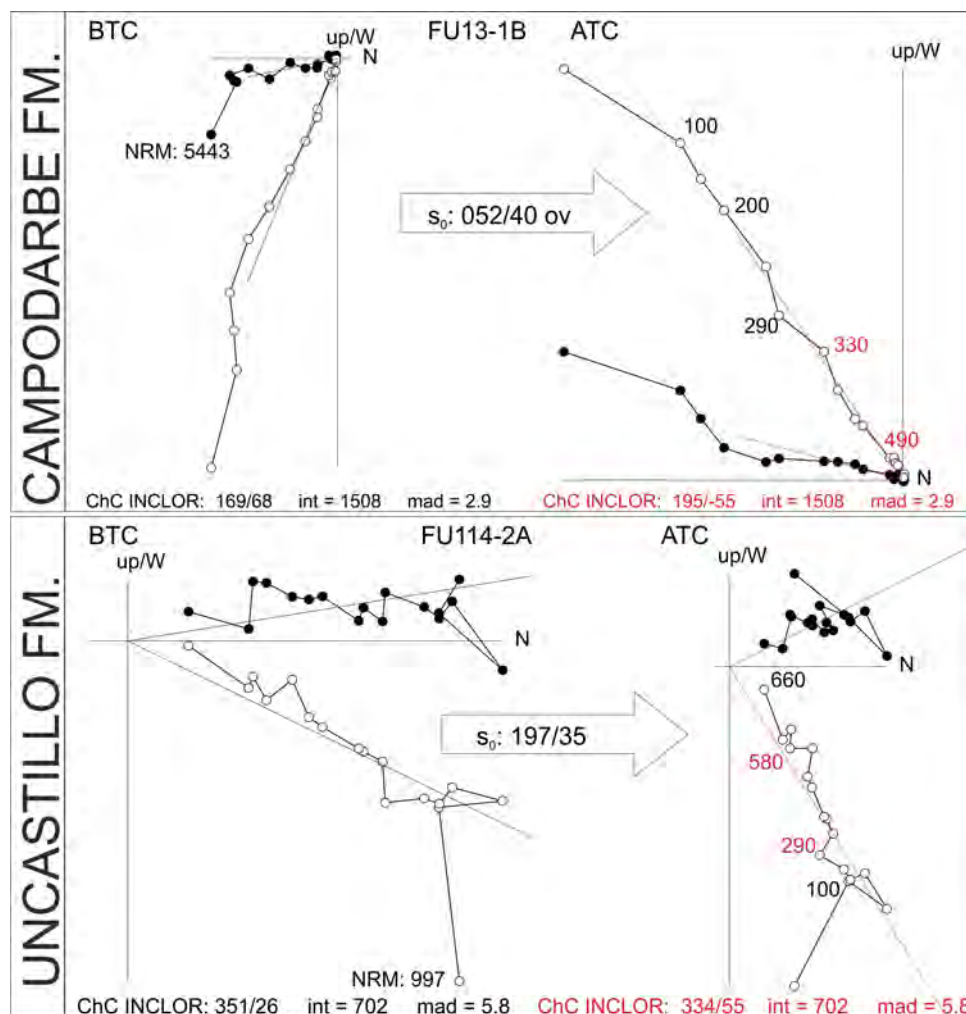 CAMPODARBE FM.
BTC
FU13-1B
ATC
up/W
N
up/W
100
NRM: 5443
200
s₀: 052/40 ov
290
330
490
N
ChC INCLOR: 169/68 int = 1508 mad = 2.9
ChC INCLOR: 195/-55 int = 1508 mad = 2.9
UNCASTILLO FM.
BTC
FU114-2A
ATC
up/W
up/W
N
N
660
s₀: 197/35
580
290
100
NRM: 997
ChC INCLOR: 351/26 int = 702 mad = 5.8
ChC INCLOR: 334/55 int = 702 mad = 5.8